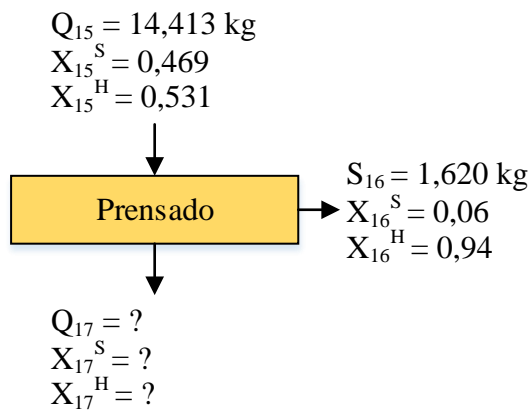 Q₁₅ = 14,413 kg
X₁₅ˢ = 0,469
X₁₅ᴴ = 0,531
Prensado
S₁₆ = 1,620 kg
X₁₆ˢ = 0,06
X₁₆ᴴ = 0,94
Q₁₇ = ?
X₁₇ˢ = ?
X₁₇ᴴ = ?